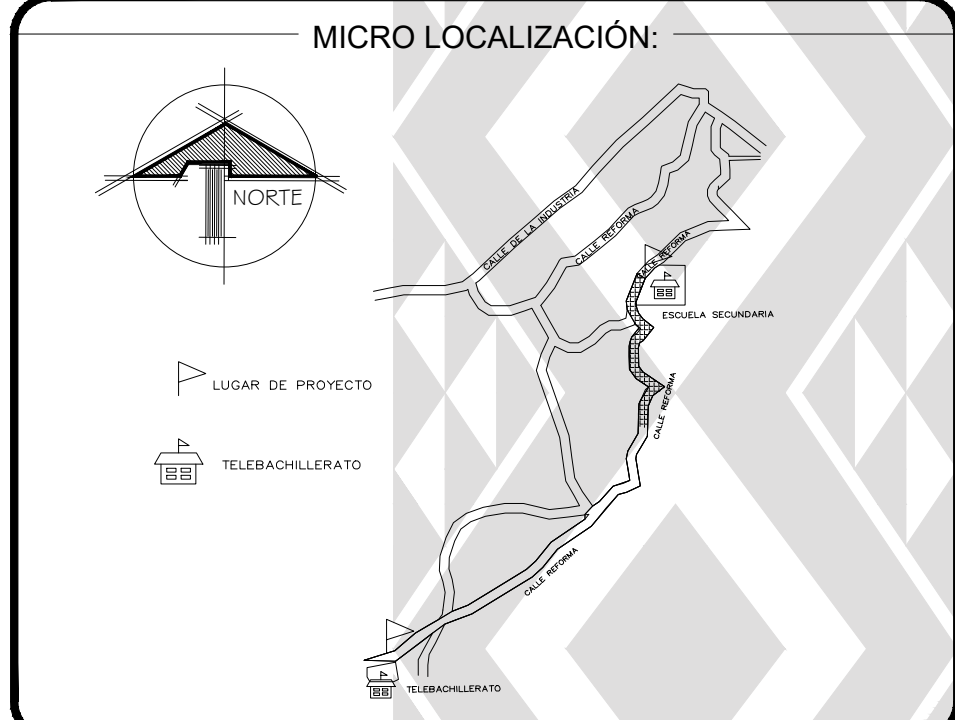 MICRO LOCALIZACIÓN:
NORTE
CALLE DE LA INDUSTRIA
CALLE REFORMA
CALLE REFORMA
ESCUELA SECUNDARIA
LUGAR DE PROYECTO
CALLE REFORMA
TELEBACHILLERATO
CALLE REFORMA
TELEBACHILLERATO